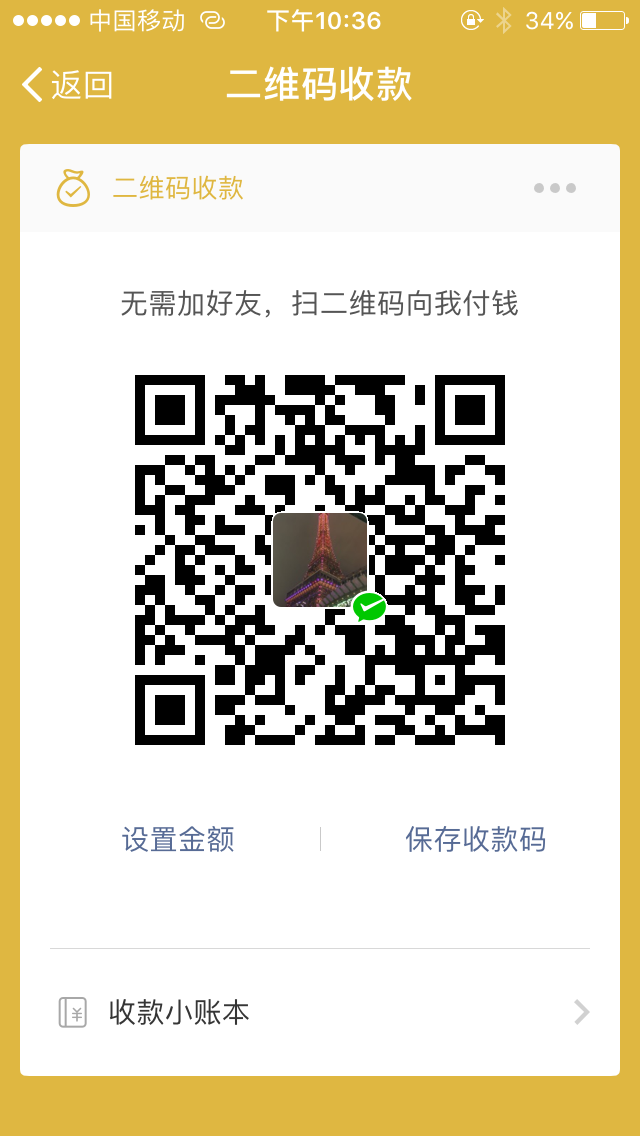 中国移动 下午10:36 34%
返回 二维码收款
二维码收款
无需加好友，扫二维码向我付钱
设置金额 保存收款码
收款小账本